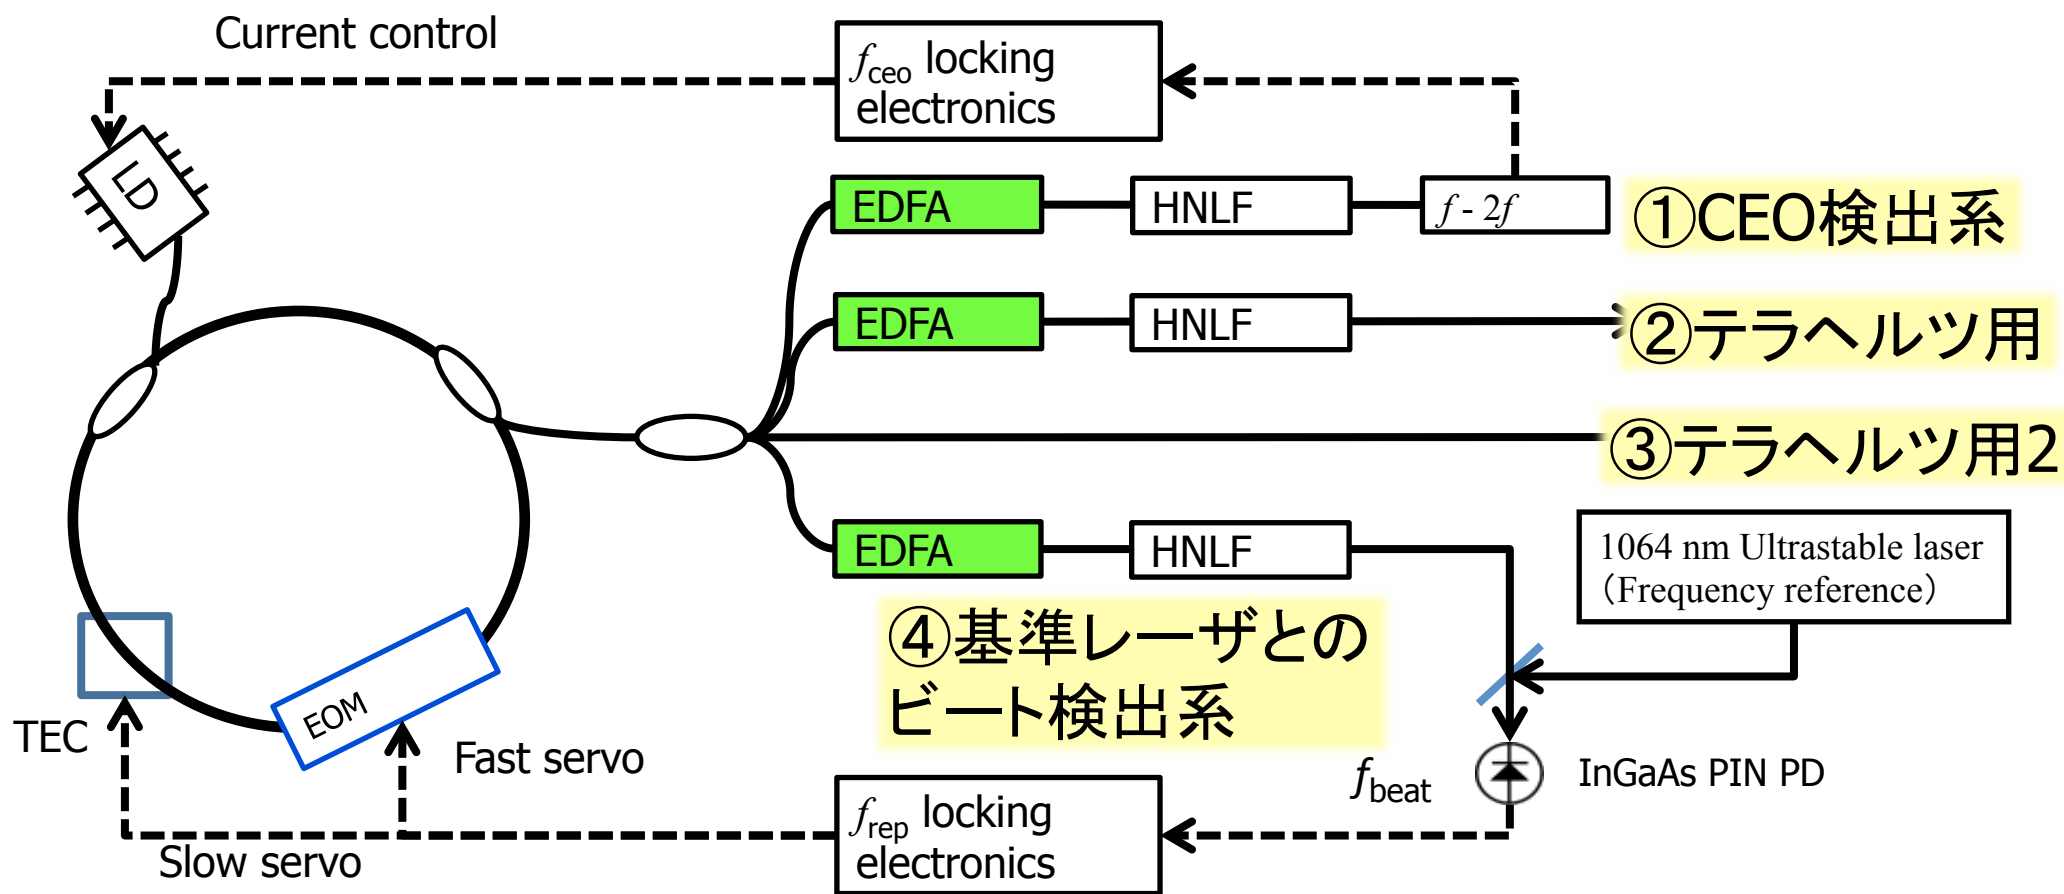 Current control
f_ceo locking
electronics
LD
EDFA
HNLF
f - 2f
①CEO検出系
EDFA
HNLF
②テラヘルツ用
③テラヘルツ用2
EDFA
HNLF
1064 nm Ultrastable laser
（Frequency reference）
④基準レーザとの
ビート検出系
TEC
EOM
Fast servo
Slow servo
f_rep locking
electronics
f_beat
InGaAs PIN PD